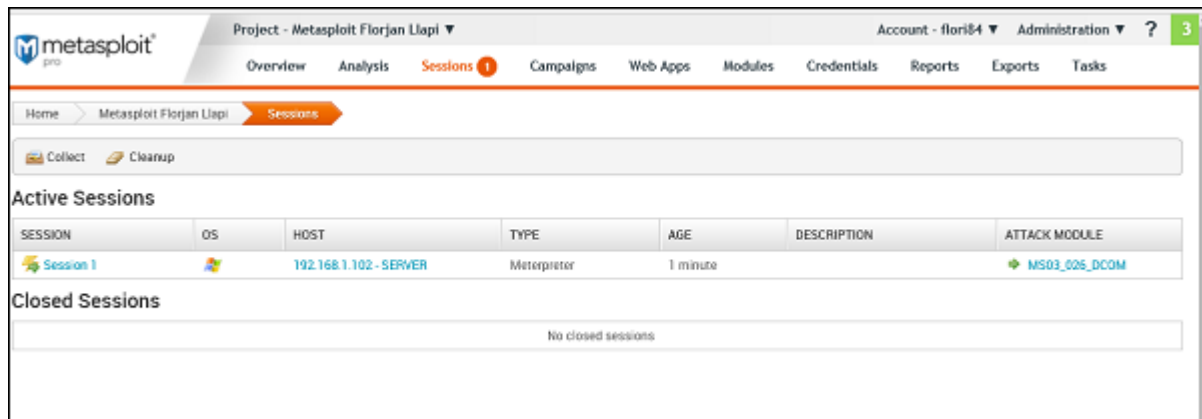 metasploit®
pro
Project - Metasploit Florjan Llapi ▼
Account - flori84 ▼ Administration ▼ ? 3
Overview Analysis Sessions 1 Campaigns Web Apps Modules Credentials Reports Exports Tasks
Home Metasploit Florjan Llapi Sessions
Collect Cleanup
Active Sessions
SESSION OS HOST TYPE AGE DESCRIPTION ATTACK MODULE
Session 1 192.168.1.102 - SERVER Meterpreter 1 minute MS03_026_DCOM
Closed Sessions
No closed sessions